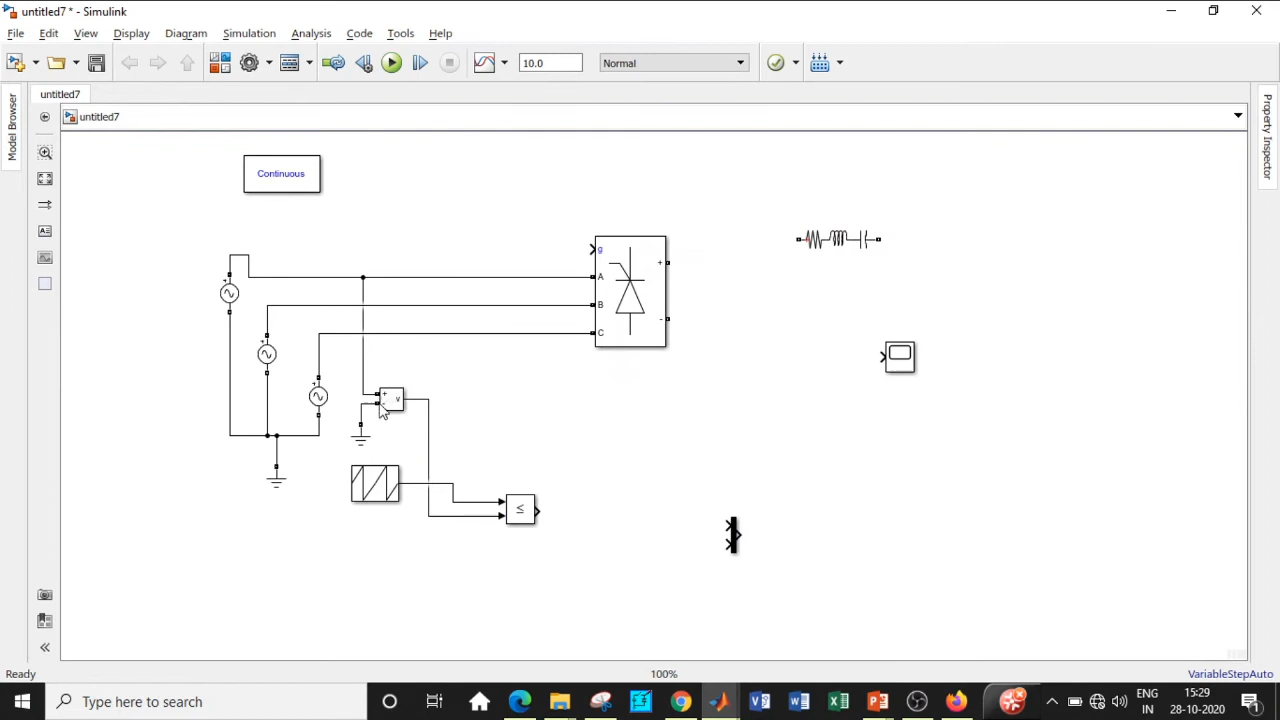 untitled7 * - Simulink
File Edit View Display Diagram Simulation Analysis Code Tools Help
10.0 Normal
untitled7
untitled7
Model Browser
Property Inspector
Continuous
g
A
B
C
+
-
+
-
v
≤
Ready 100% VariableStepAuto
Type here to search
ENG
IN
15:29
28-10-2020
1